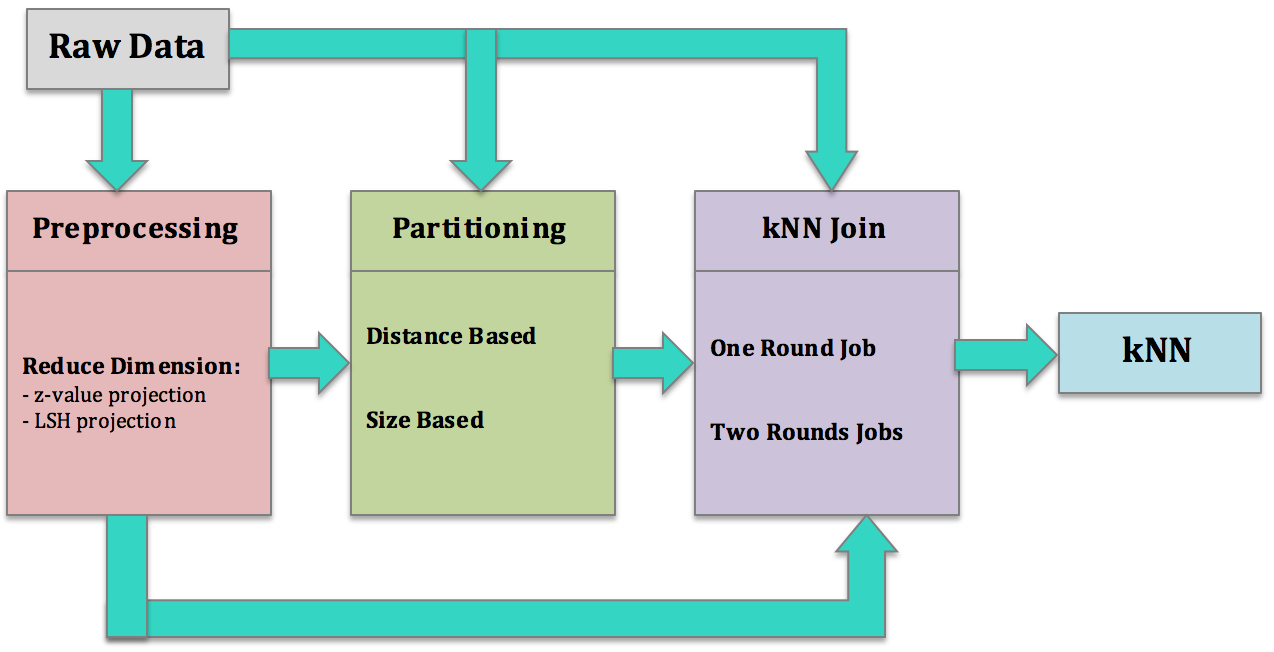 Raw Data
Preprocessing
Reduce Dimension:
- z-value projection
- LSH projection
Partitioning
Distance Based
Size Based
kNN Join
One Round Job
Two Rounds Jobs
kNN